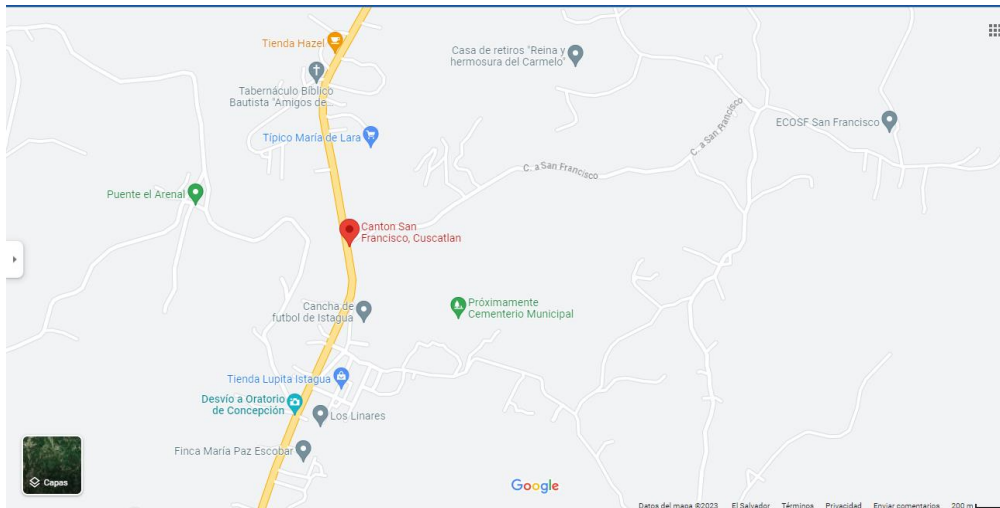 Tienda Hazel
Casa de retiros "Reina y
hermosura del Carmelo"
Tabernáculo Bíblico
Bautista "Amigos de...
Típico María de Lara
ECOSF San Francisco
C. a San Francisco
C. a San Francisco
Puente el Arenal
Canton San
Francisco, Cuscatlan
Cancha de
futbol de Istagua
Próximamente
Cementerio Municipal
Tienda Lupita Istagua
Desvío a Oratorio
de Concepción
Los Linares
Finca María Paz Escobar
Capas
Google
Datos del mapa ©2023 El Salvador Términos Privacidad Enviar comentarios 200 m